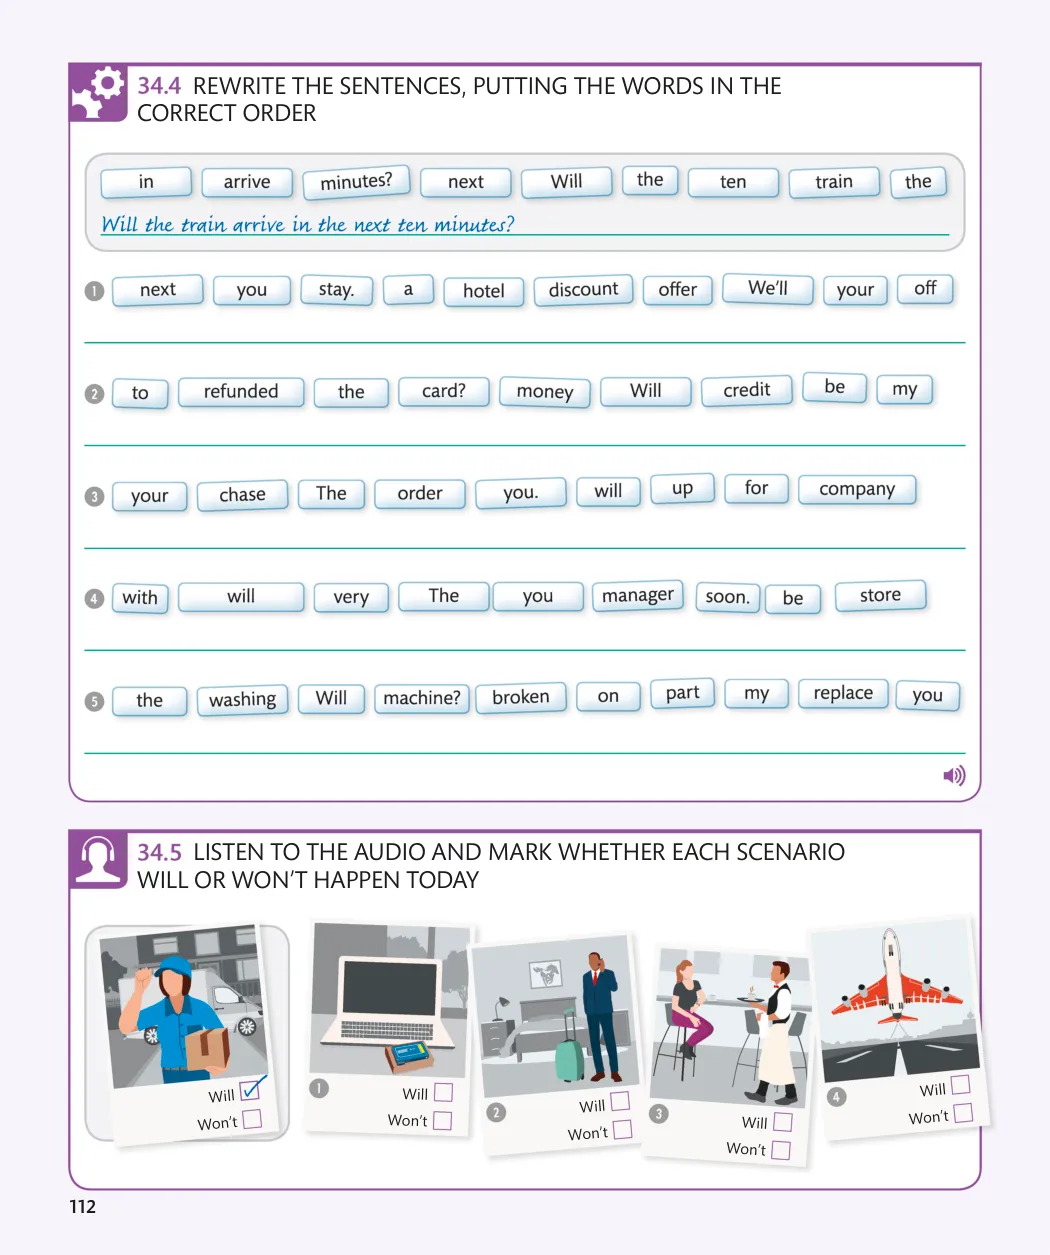 34.4 REWRITE THE SENTENCES, PUTTING THE WORDS IN THE
CORRECT ORDER
in arrive minutes? next Will the ten train the
Will the train arrive in the next ten minutes?
1 next you stay. a hotel discount offer We'll your off
2 to refunded the card? money Will credit be my
3 your chase The order you. will up for company
4 with will very The you manager soon. be store
5 the washing Will machine? broken on part my replace you
34.5 LISTEN TO THE AUDIO AND MARK WHETHER EACH SCENARIO
WILL OR WON'T HAPPEN TODAY
Will
Won't
1 Will
Won't
2 Will
Won't
3 Will
Won't
4 Will
Won't
112